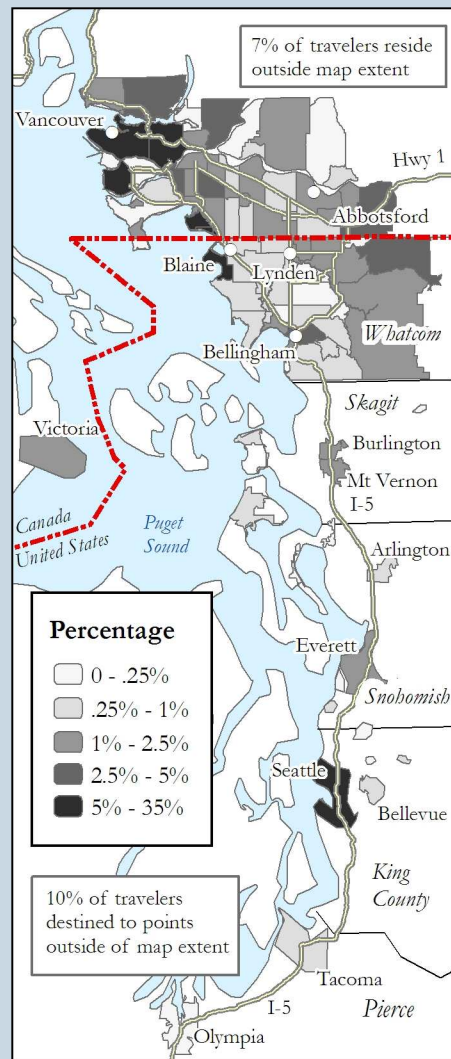 7% of travelers reside
outside map extent
Vancouver
Hwy 1
Abbotsford
Blaine
Lynden
Whatcom
Bellingham
Skagit
Victoria
Burlington
Mt Vernon
I-5
Canada
United States
Puget
Sound
Arlington
Percentage
0 - .25%
.25% - 1%
1% - 2.5%
2.5% - 5%
5% - 35%
Everett
Snohomish
Seattle
Bellevue
King
County
10% of travelers
destined to points
outside of map extent
Tacoma
I-5
Pierce
Olympia